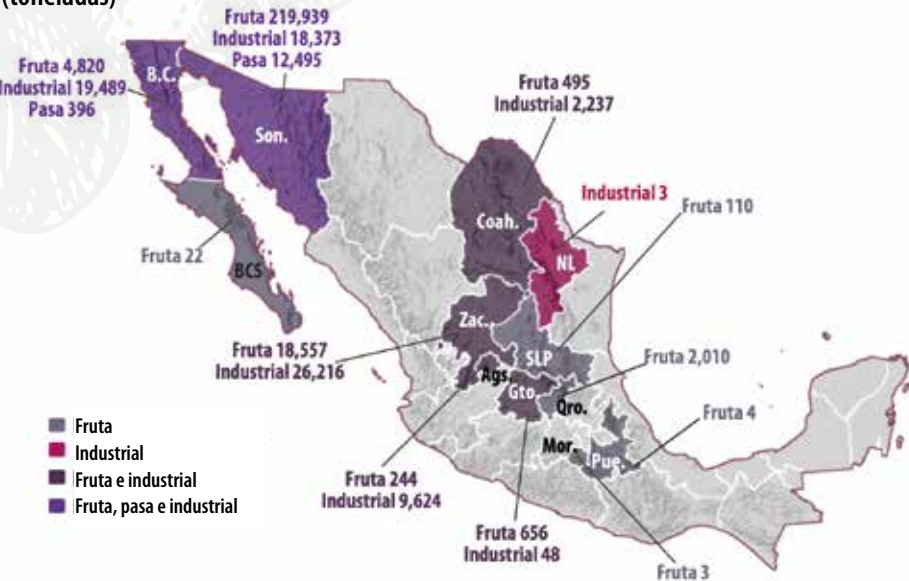 (toneladas)
Fruta 219,939
Industrial 18,373
Pasa 12,495
Fruta 4,820
Industrial 19,489
Pasa 396
B.C.
Son.
Fruta 495
Industrial 2,237
Coah.
Industrial 3
Fruta 110
NL
Fruta 22
BCS
Zac.
SLP
Fruta 18,557
Industrial 26,216
Fruta 2,010
Ags.
Gto.
Qro.
Fruta 4
Mor.
Pue.
Fruta
Industrial
Fruta e industrial
Fruta, pasa e industrial
Fruta 244
Industrial 9,624
Fruta 656
Industrial 48
Fruta 3